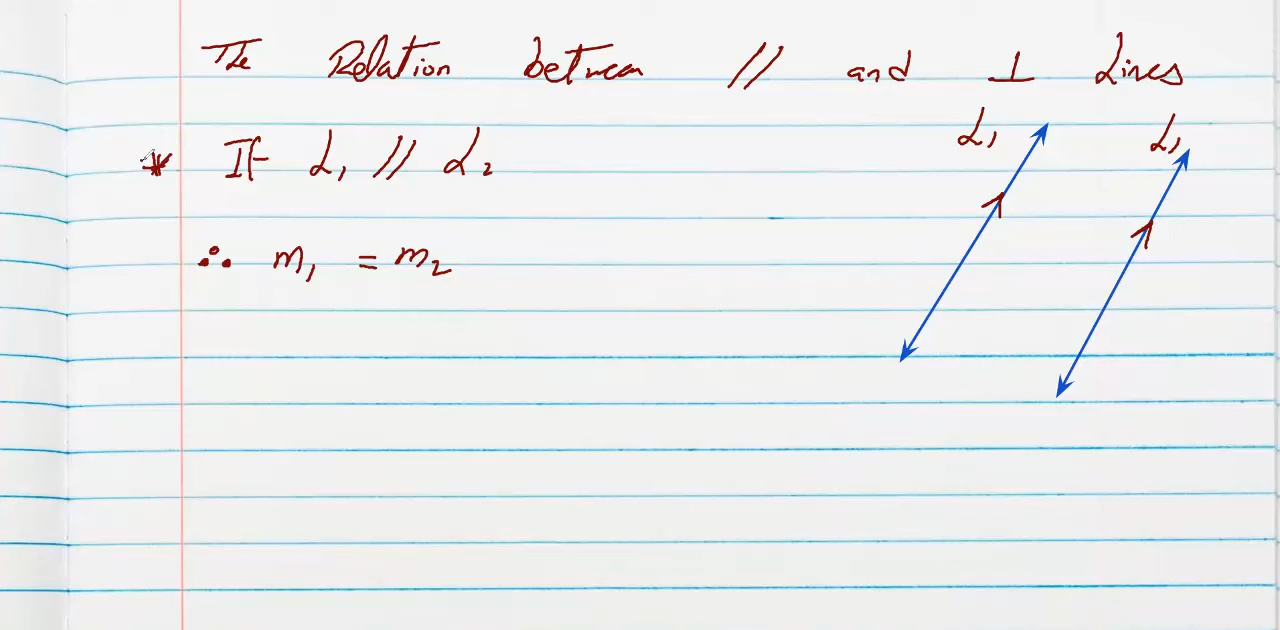 The Relation between // and ⊥ Lines
* If L₁ // L₂
∴ m₁ = m₂
L₁
L₁